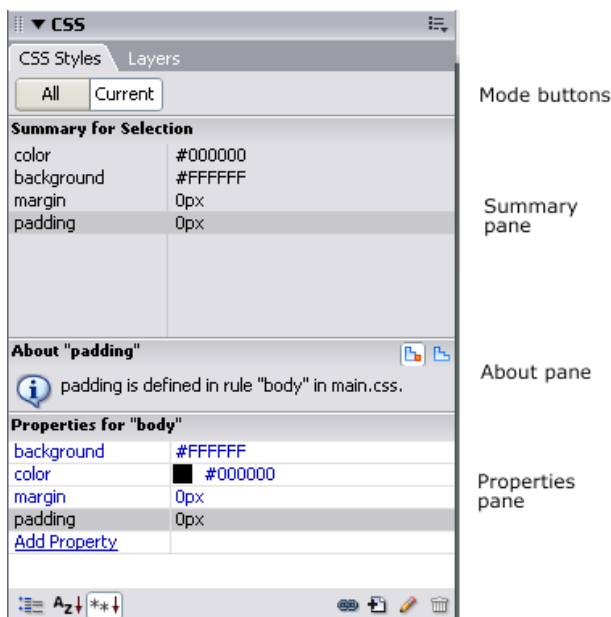 CSS
CSS Styles Layers
All Current
Mode buttons
Summary for Selection
color #000000
background #FFFFFF
margin 0px
padding 0px
Summary
pane
About "padding"
padding is defined in rule "body" in main.css.
About pane
Properties for "body"
background #FFFFFF
color #000000
margin 0px
padding 0px
Add Property
Properties
pane
AZ
**